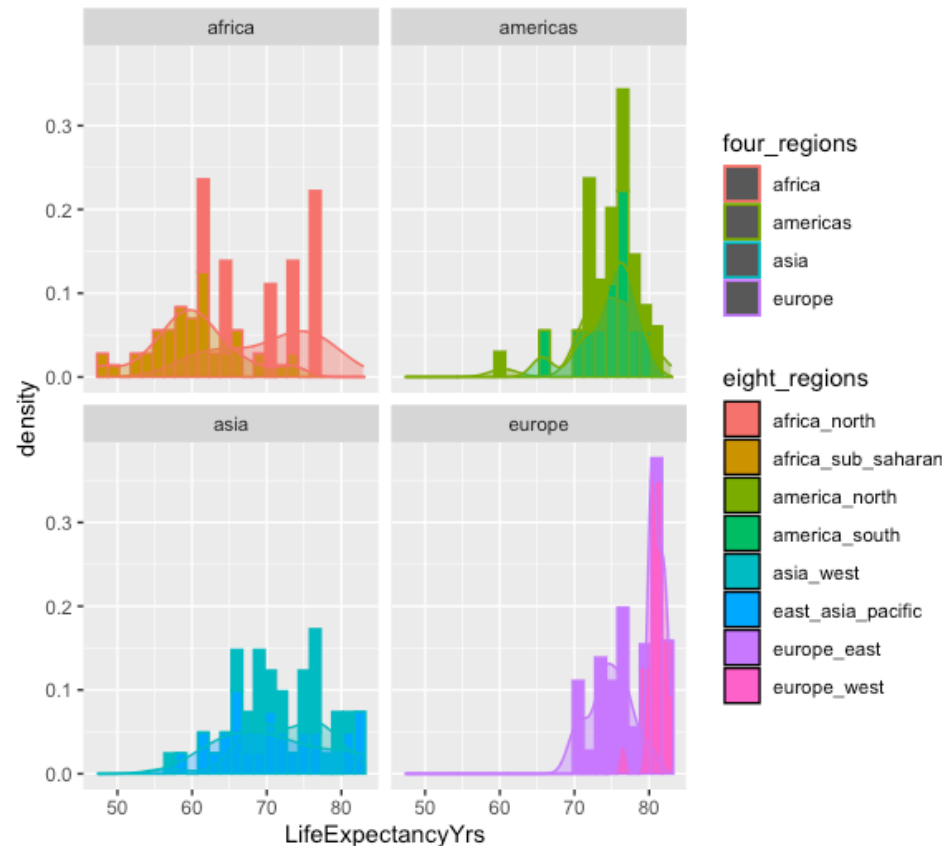 africa
americas
0.3
0.2
0.1
0.0
density
asia
europe
0.3
0.2
0.1
0.0
50
60
70
80
50
60
70
80
LifeExpectancyYrs
four_regions
africa
americas
asia
europe
eight_regions
africa_north
africa_sub_saharan
america_north
america_south
asia_west
east_asia_pacific
europe_east
europe_west